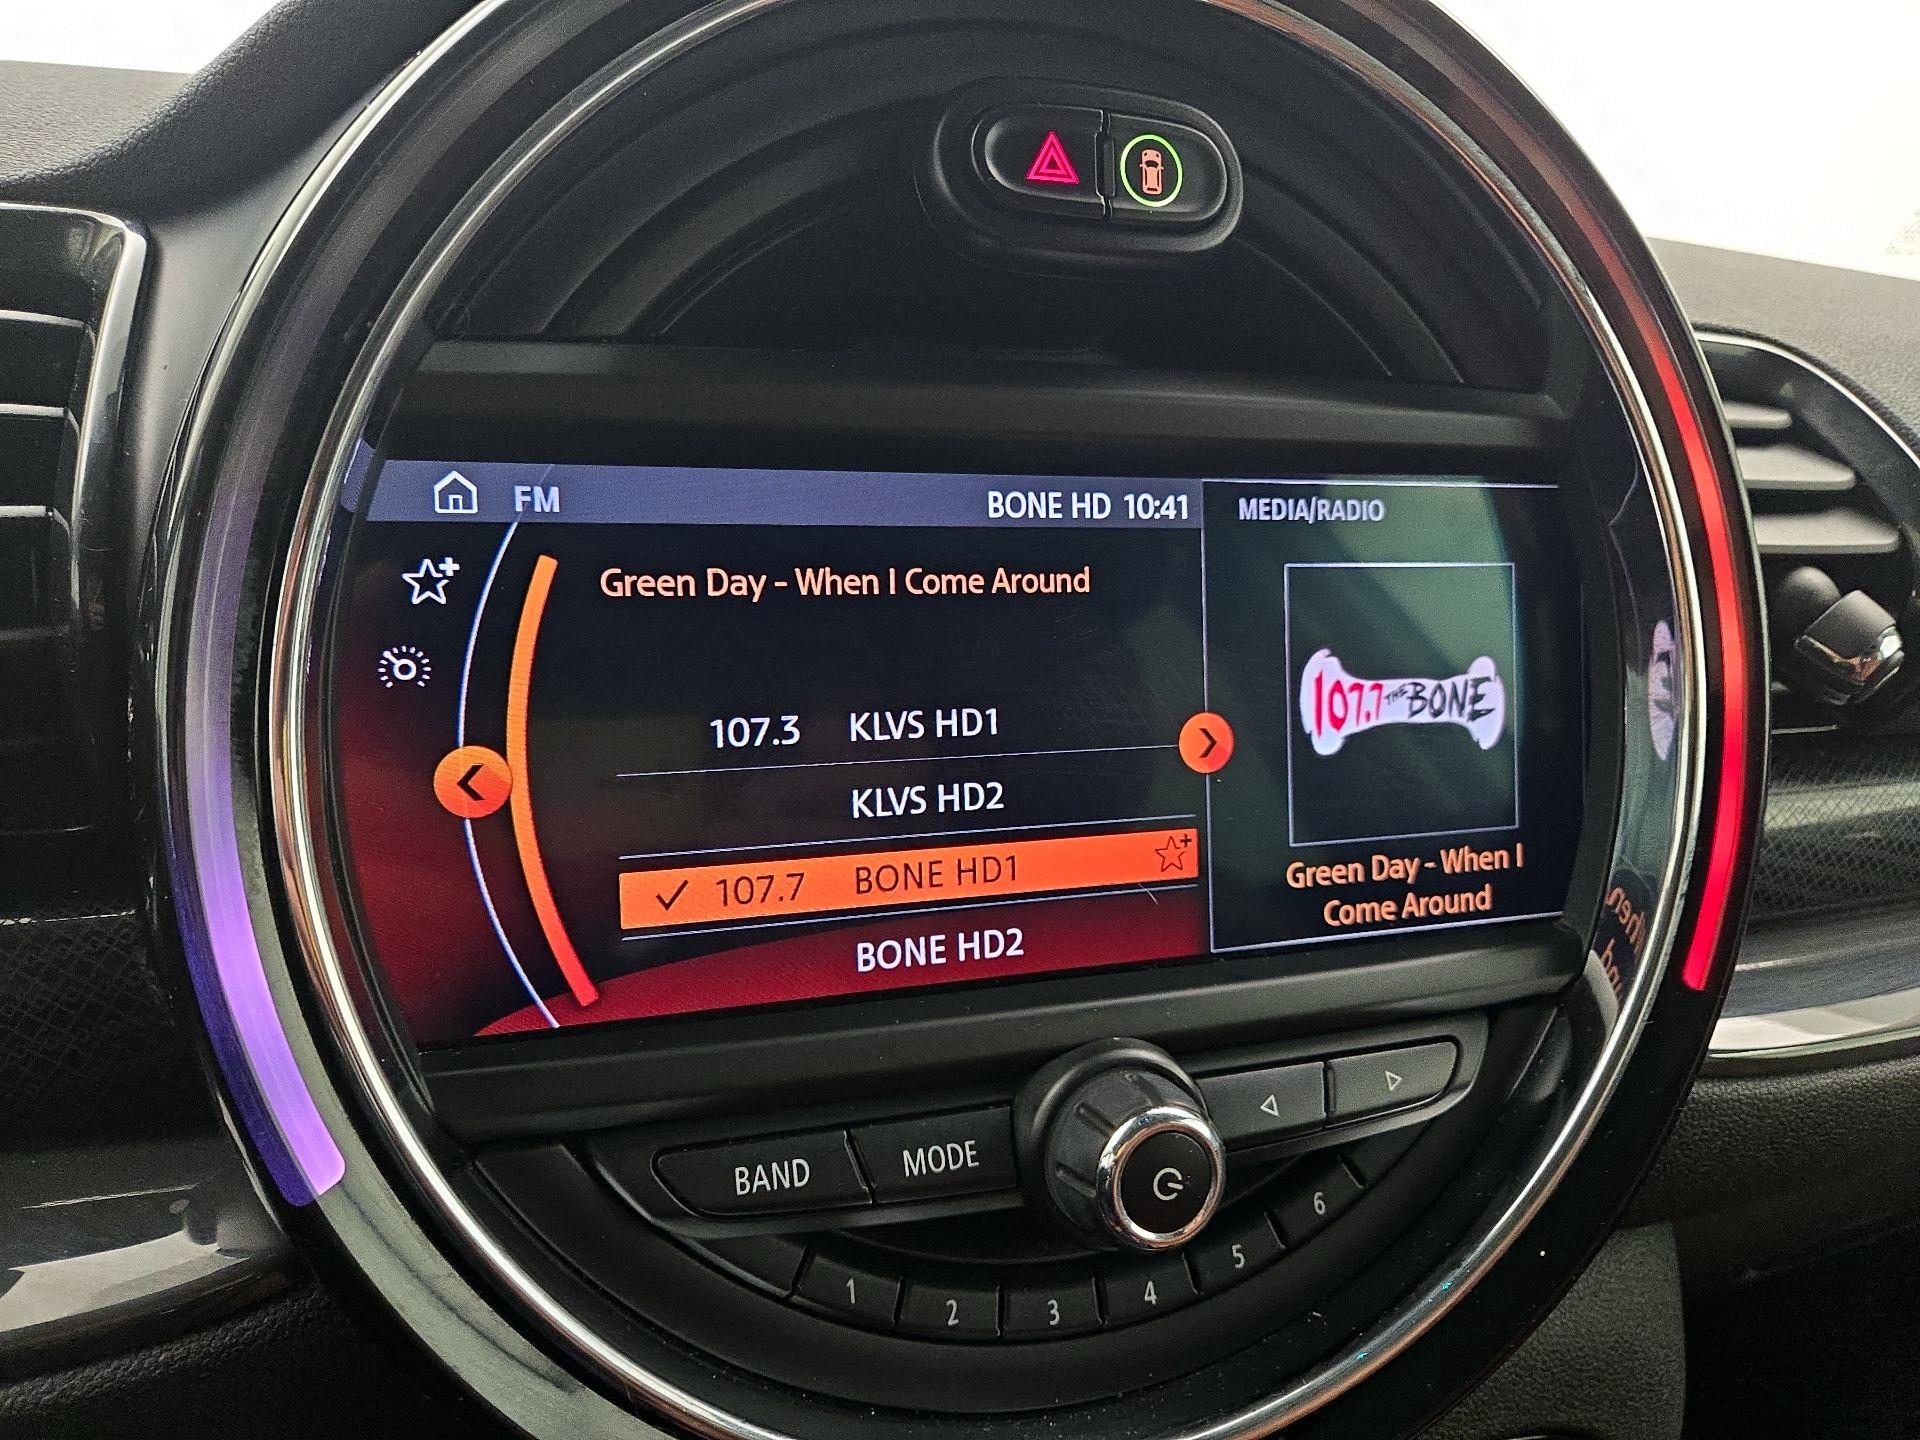 FM
BONE HD 10:41
MEDIA/RADIO
Green Day - When I Come Around
107.3 KLVS HD1
KLVS HD2
107.7 BONE HD1
BONE HD2
107.7 THE BONE
Green Day - When I
Come Around
BAND
MODE
1
2
3
4
5
6